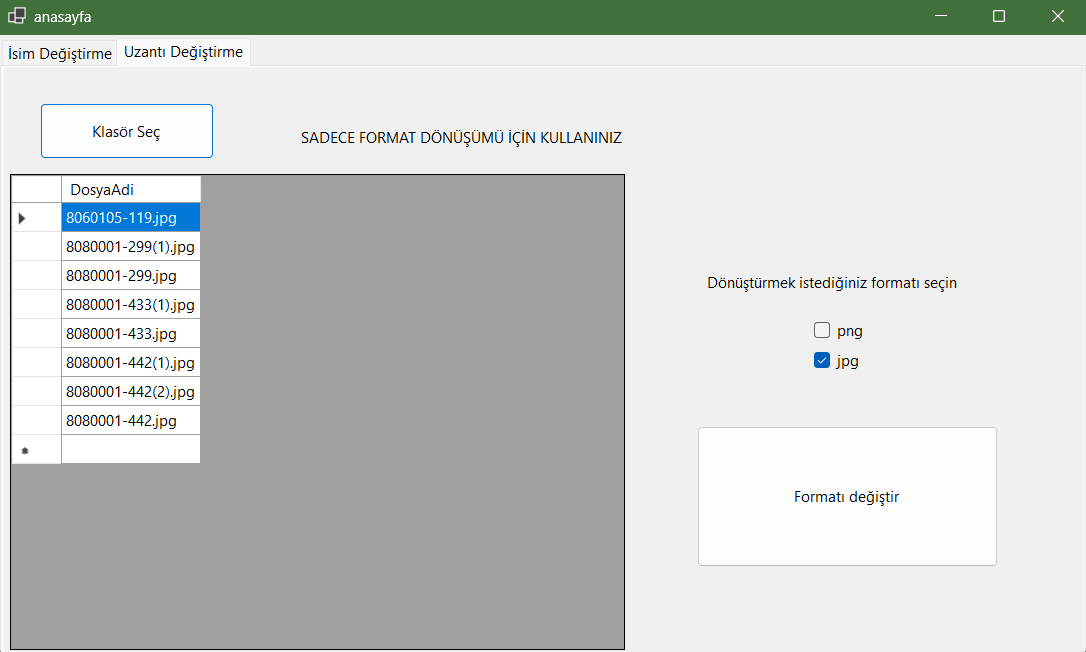 anasayfa
İsim Değiştirme
Uzantı Değiştirme
Klasör Seç
SADECE FORMAT DÖNÜŞÜMÜ İÇİN KULLANINIZ
DosyaAdi
8060105-119.jpg
8080001-299(1).jpg
8080001-299.jpg
8080001-433(1).jpg
8080001-433.jpg
8080001-442(1).jpg
8080001-442(2).jpg
8080001-442.jpg
Dönüştürmek istediğiniz formatı seçin
png
jpg
Formatı değiştir